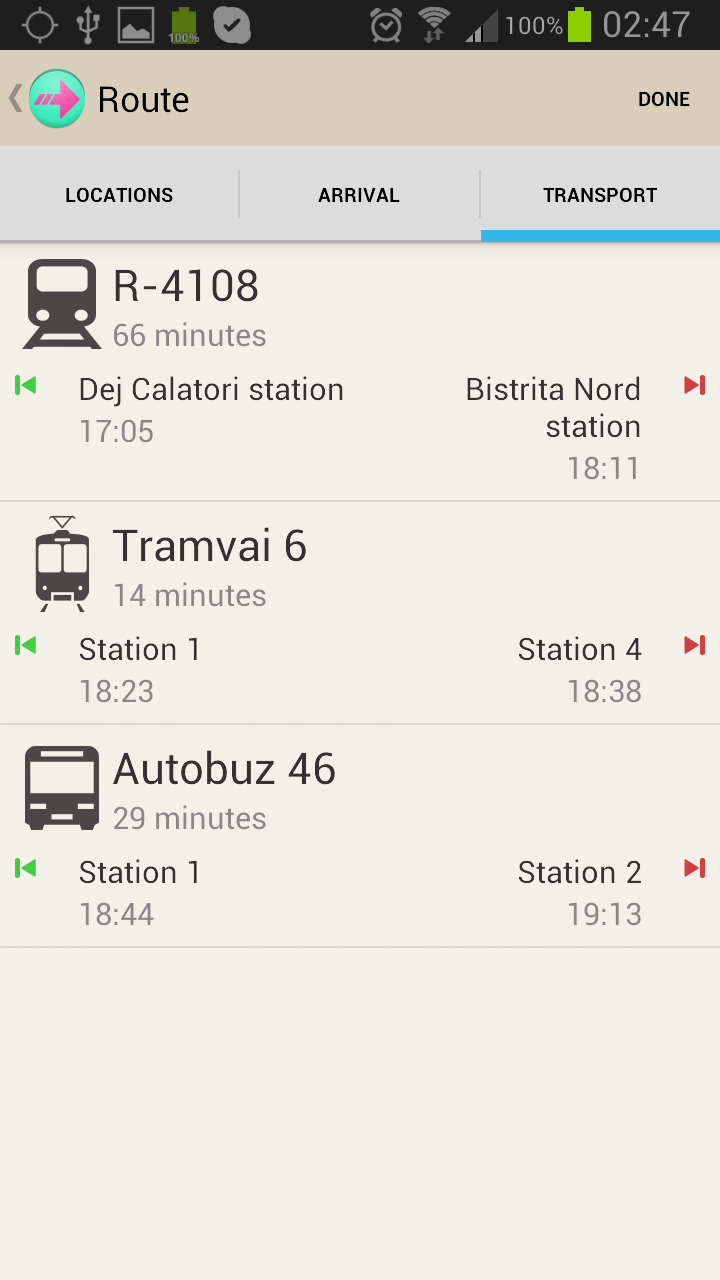 100%
100%
02:47
Route
DONE
LOCATIONS
ARRIVAL
TRANSPORT
R-4108
66 minutes
Dej Calatori station
17:05
Bistrita Nord
station
18:11
Tramvai 6
14 minutes
Station 1
18:23
Station 4
18:38
Autobuz 46
29 minutes
Station 1
18:44
Station 2
19:13